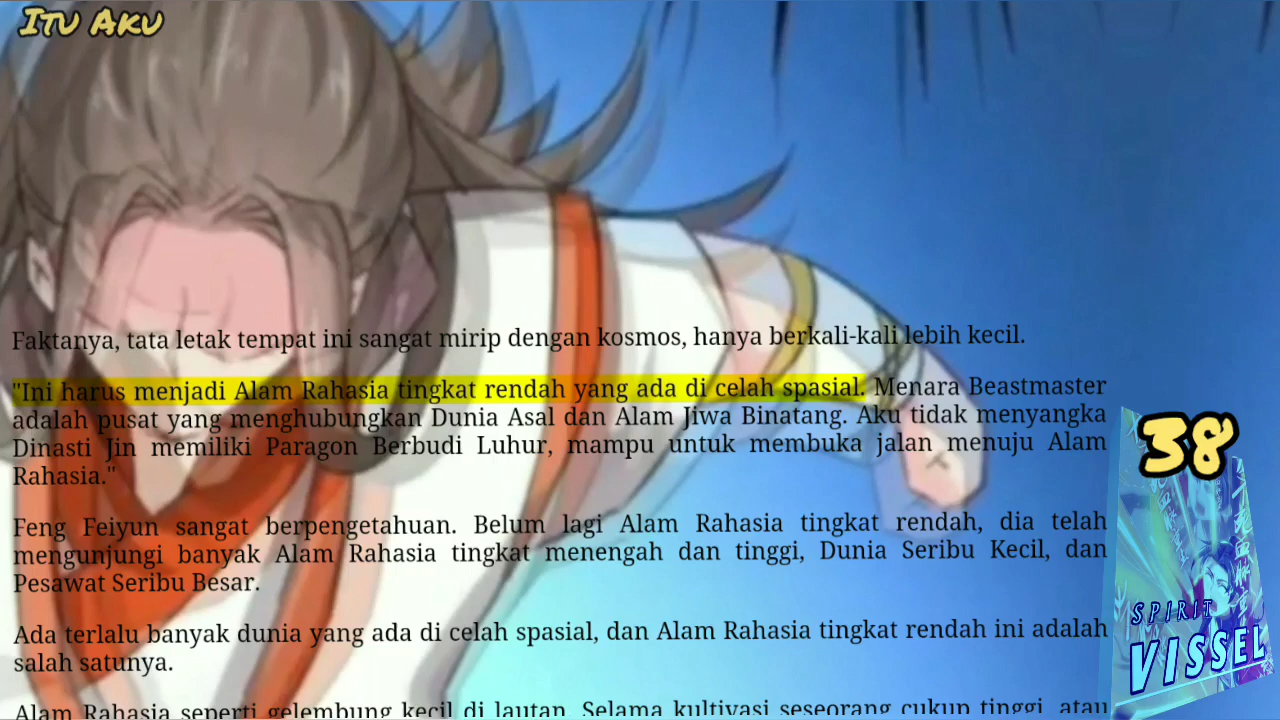 Itu Aku
Faktanya, tata letak tempat ini sangat mirip dengan kosmos, hanya berkali-kali lebih kecil.
"Ini harus menjadi Alam Rahasia tingkat rendah yang ada di celah spasial. Menara Beastmaster
adalah pusat yang menghubungkan Dunia Asal dan Alam Jiwa Binatang. Aku tidak menyangka
Dinasti Jin memiliki Paragon Berbudi Luhur, mampu untuk membuka jalan menuju Alam
Rahasia."
Feng Feiyun sangat berpengetahuan. Belum lagi Alam Rahasia tingkat rendah, dia telah
mengunjungi banyak Alam Rahasia tingkat menengah dan tinggi, Dunia Seribu Kecil, dan
Pesawat Seribu Besar.
Ada terlalu banyak dunia yang ada di celah spasial, dan Alam Rahasia tingkat rendah ini adalah
salah satunya.
Alam Rahasia seperti gelembung kecil di lautan. Selama kultivasi seseorang cukup tinggi, atau
38
SPIRIT
VISSEL